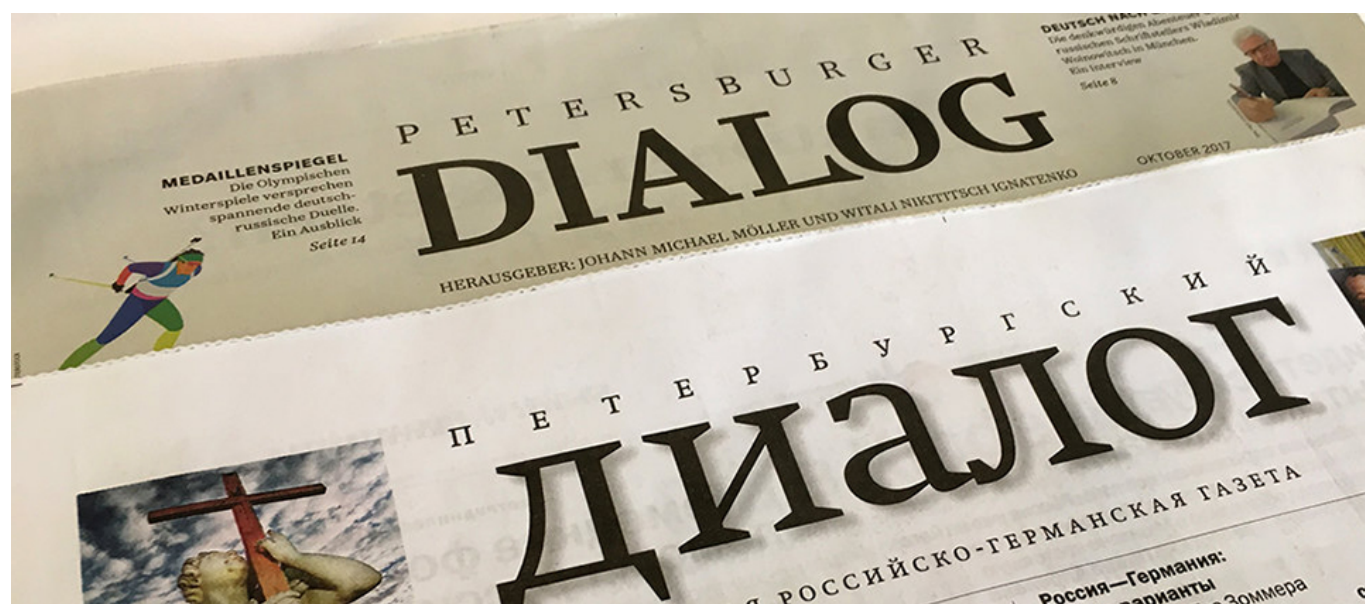 DEUTSCH NACH
Die denkwürdigen Abenteuer
russischen Schriftstellers Wladimir
Woinowitsch in München.
Ein Interview
Seite 8
PETERSBURGER
DIALOG
MEDAILLENSPIEGEL
Die Olympischen
Winterspiele versprechen
spannende deutsch-
russische Duelle.
Ein Ausblick
Seite 14
OKTOBER 2017
HERAUSGEBER: JOHANN MICHAEL MÖLLER UND WITALI NIKITITSCH IGNATENKO
ПЕТЕРБУРГСКИЙ
ДИАЛОГ
РОССИЙСКО-ГЕРМАНСКАЯ ГАЗЕТА
Россия—Германия:
Зоммера